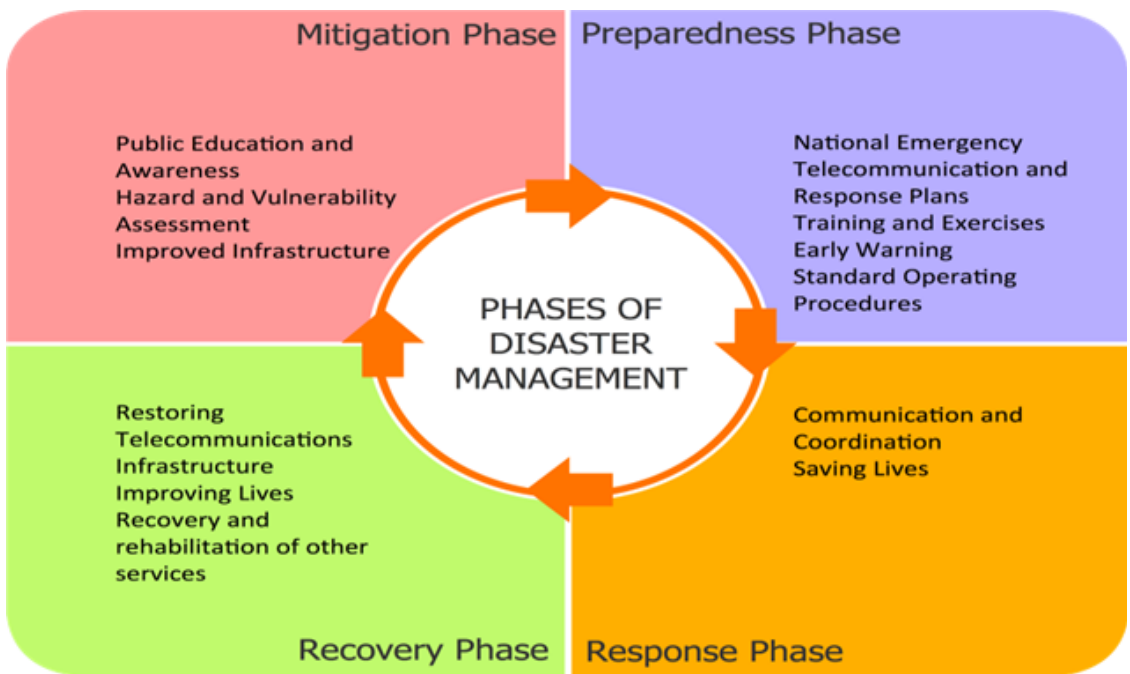 Mitigation Phase
Public Education and
Awareness
Hazard and Vulnerability
Assessment
Improved Infrastructure
Preparedness Phase
National Emergency
Telecommunication and
Response Plans
Training and Exercises
Early Warning
Standard Operating
Procedures
PHASES OF
DISASTER
MANAGEMENT
Restoring
Telecommunications
Infrastructure
Improving Lives
Recovery and
rehabilitation of other
services
Recovery Phase
Communication and
Coordination
Saving Lives
Response Phase